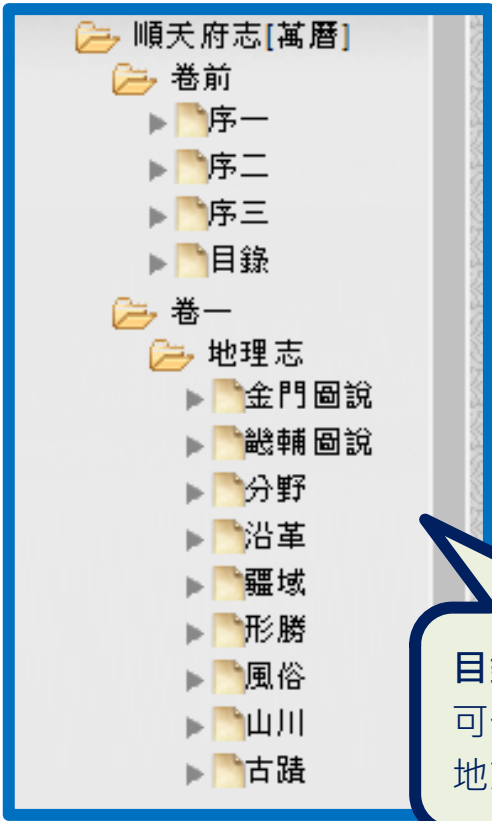 順天府志[萬曆]
卷前
序一
序二
序三
目錄
卷一
地理志
金門圖說
畿輔圖說
分野
沿革
疆域
形勝
風俗
山川
古蹟
目
可
地